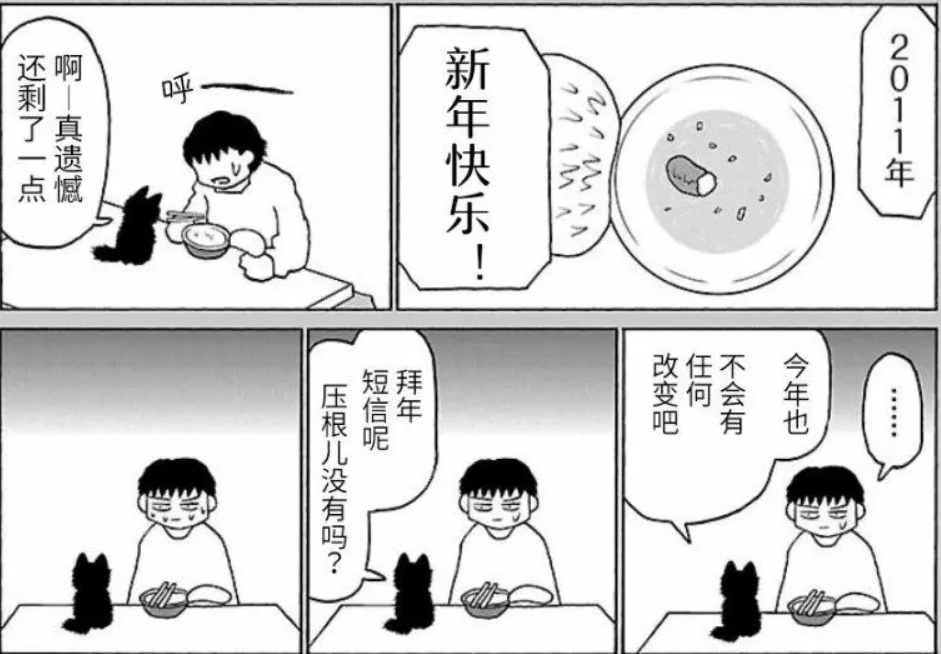 2011年
新年快乐！
呼——
啊—真遗憾
还剩了一点
……
今年也
不会有
任何
改变吧
拜年
短信呢
压根儿没有吗？